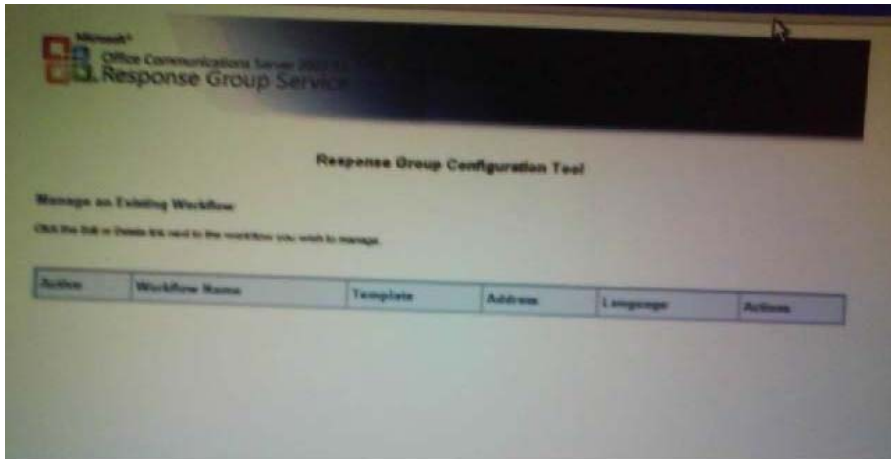 Microsoft®
Office Communications Server
Response Group Service
Response Group Configuration Tool
Manage an Existing Workflow
Click the Edit or Delete link next to the workflow you wish to manage.
Active Workflow Name Template Address Language Actions